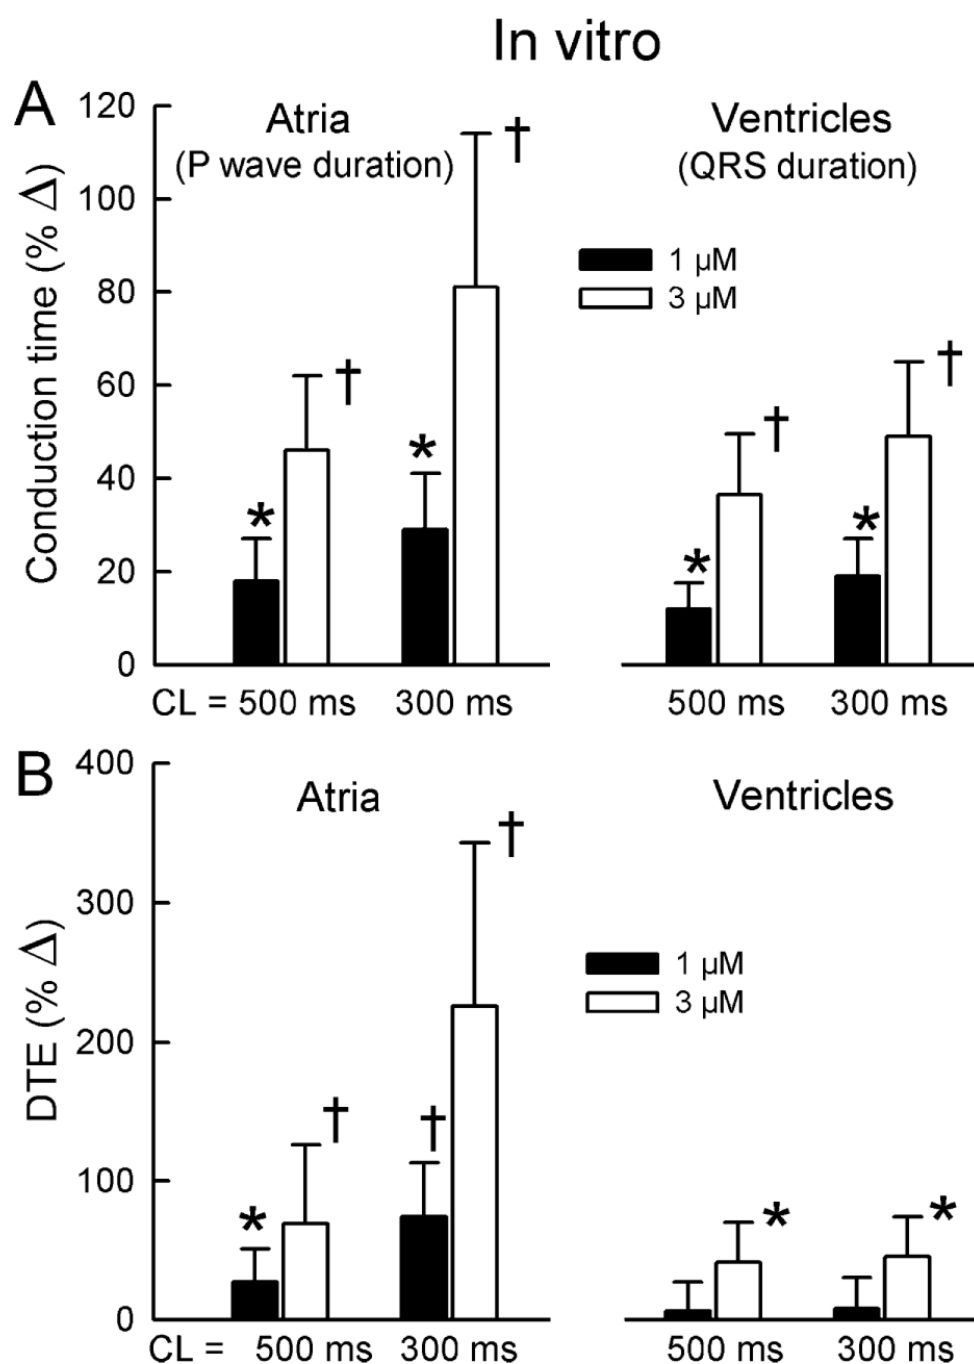 In vitro
A
Conduction time (% Δ)
120
100
80
60
40
20
0
Atria
(P wave duration)
†
†
*
*
Ventricles
(QRS duration)
1 µM
3 µM
†
†
*
*
CL = 500 ms 300 ms
500 ms 300 ms
B
DTE (% Δ)
400
300
200
100
0
Atria
†
†
†
*
Ventricles
1 µM
3 µM
*
*
CL = 500 ms 300 ms
500 ms 300 ms